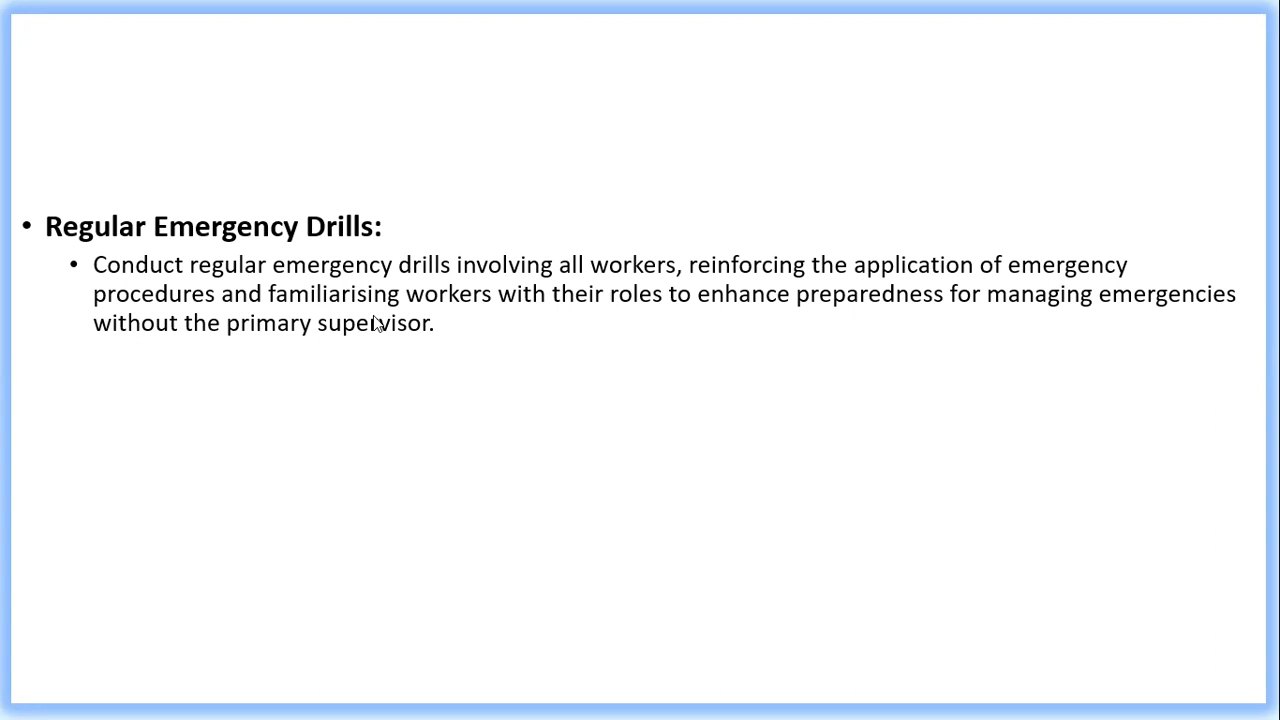 • Regular Emergency Drills:
• Conduct regular emergency drills involving all workers, reinforcing the application of emergency
procedures and familiarising workers with their roles to enhance preparedness for managing emergencies
without the primary supervisor.